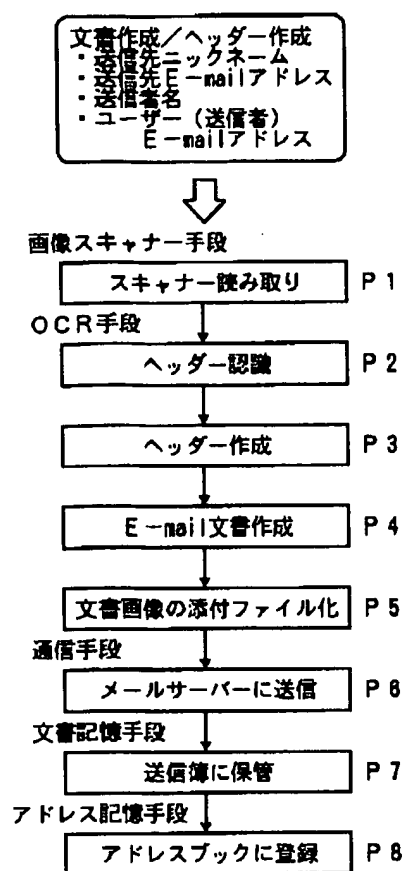 文書作成／ヘッダー作成
・送信先ニックネーム
・送信先E－mailアドレス
・送信者名
・ユーザー（送信者）
E－mailアドレス
画像スキャナー手段
スキャナー読み取り P1
OCR手段
ヘッダー認識 P2
ヘッダー作成 P3
E－mail文書作成 P4
文書画像の添付ファイル化 P5
通信手段
メールサーバーに送信 P6
文書記憶手段
送信簿に保管 P7
アドレス記憶手段
アドレスブックに登録 P8